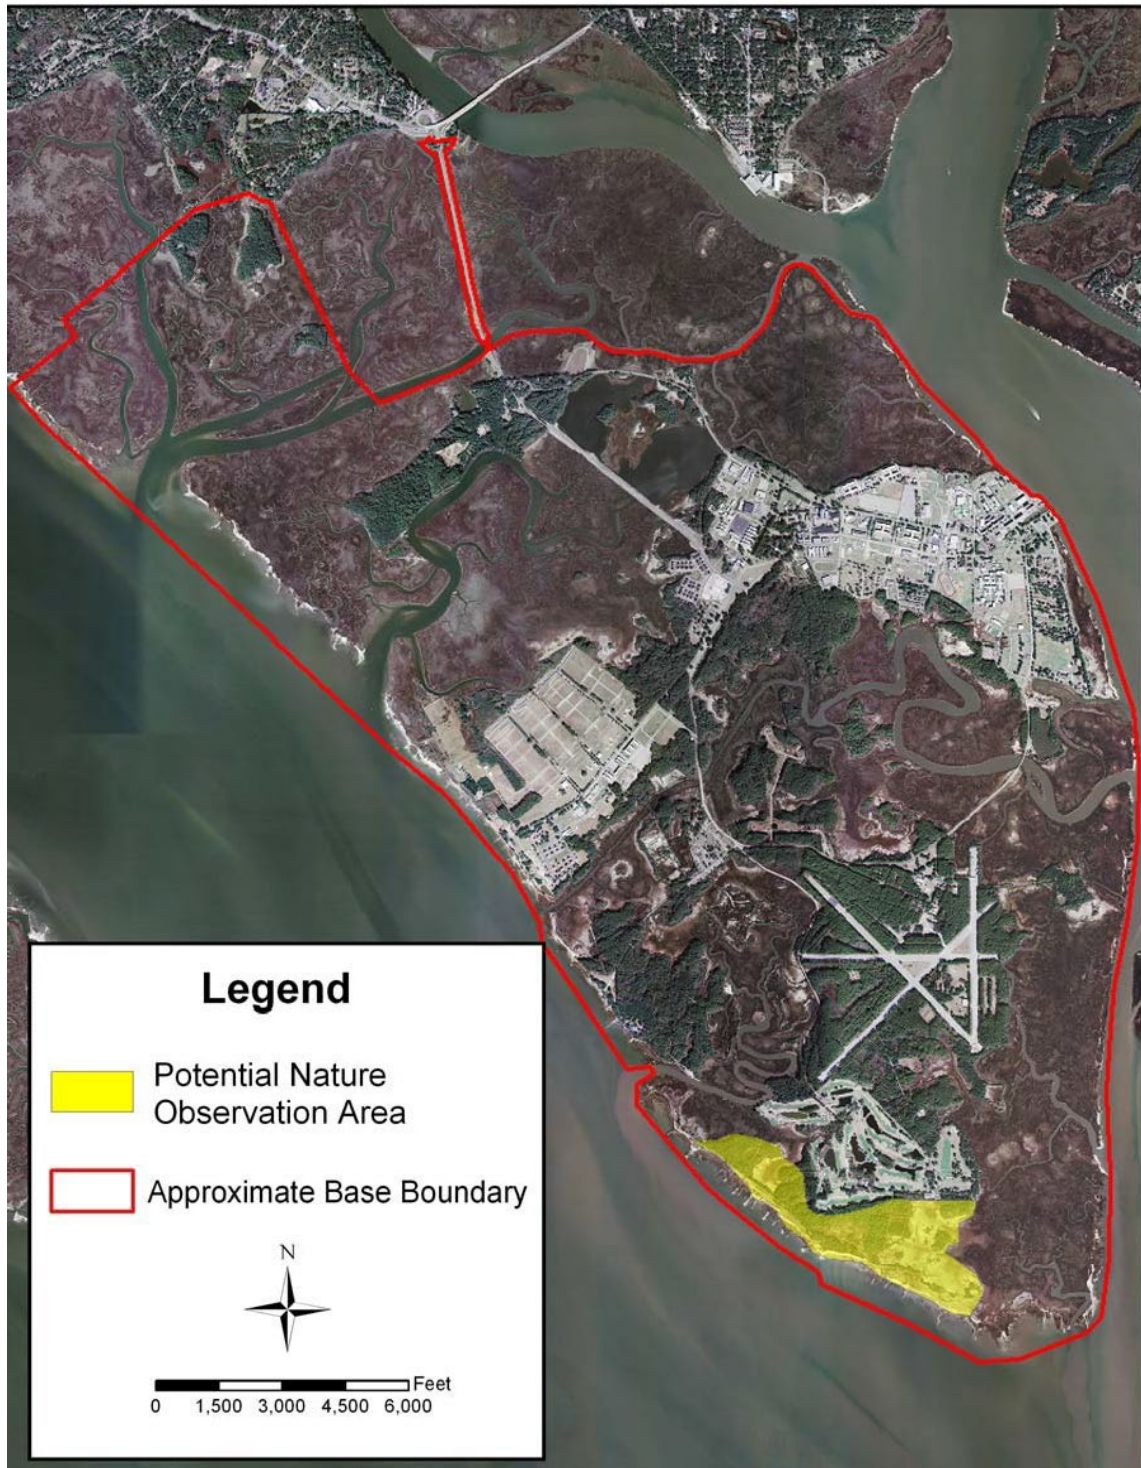 Legend
Potential Nature
Observation Area
Approximate Base Boundary
N
Feet
0 1,500 3,000 4,500 6,000